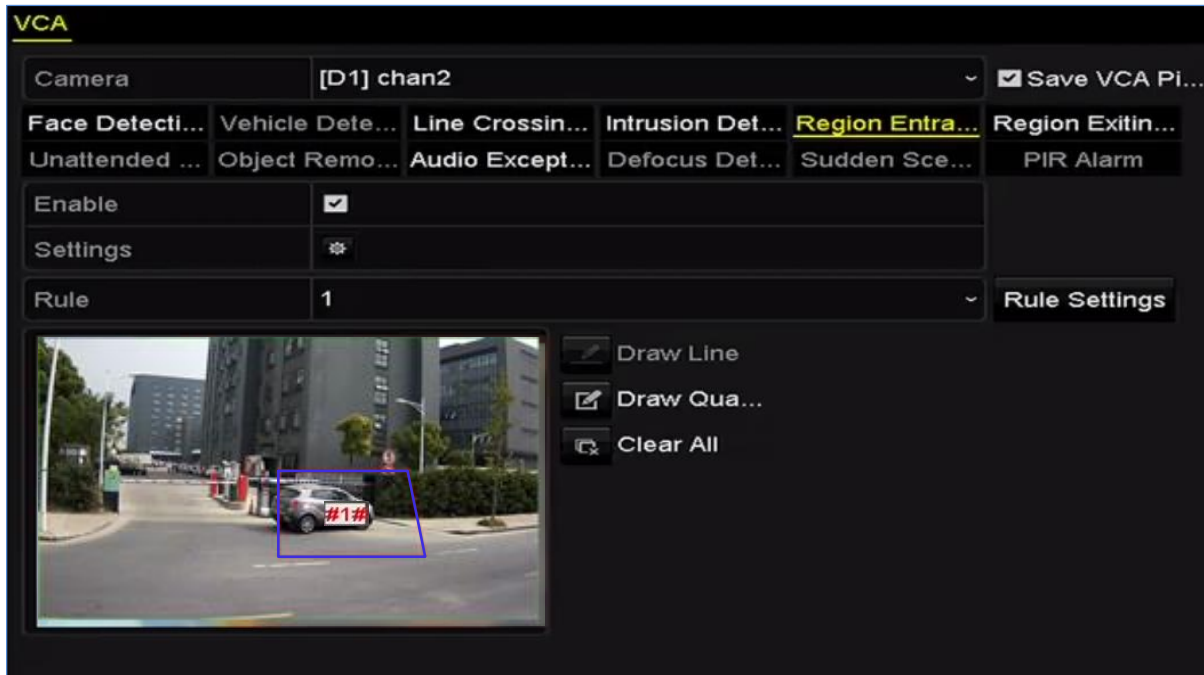 VCA
Camera [D1] chan2 Save VCA Pi...
Face Detecti... Vehicle Dete... Line Crossin... Intrusion Det... Region Entra... Region Exitin...
Unattended ... Object Remo... Audio Except... Defocus Det... Sudden Sce... PIR Alarm
Enable
Settings
Rule 1 Rule Settings
Draw Line
Draw Qua...
Clear All
#1#